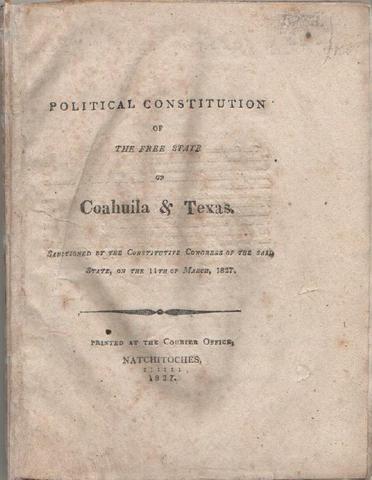 POLITICAL CONSTITUTION
OF
THE FREE STATE
OF
Coahuila & Texas.
SANCTIONED BY THE CONSTITUTIVE CONGRESS OF THE SAID
STATE, ON THE 11TH OF MARCH, 1827.
PRINTED AT THE COURIER OFFICE,
NATCHITOCHES,
1827.